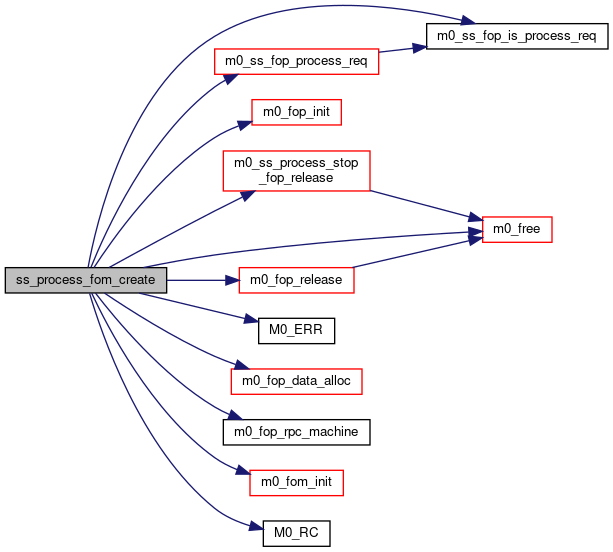 m0_ss_fop_is_process_req
m0_ss_fop_process_req
m0_fop_init
m0_ss_process_stop
_fop_release
m0_free
ss_process_fom_create
m0_fop_release
M0_ERR
m0_fop_data_alloc
m0_fop_rpc_machine
m0_fom_init
M0_RC